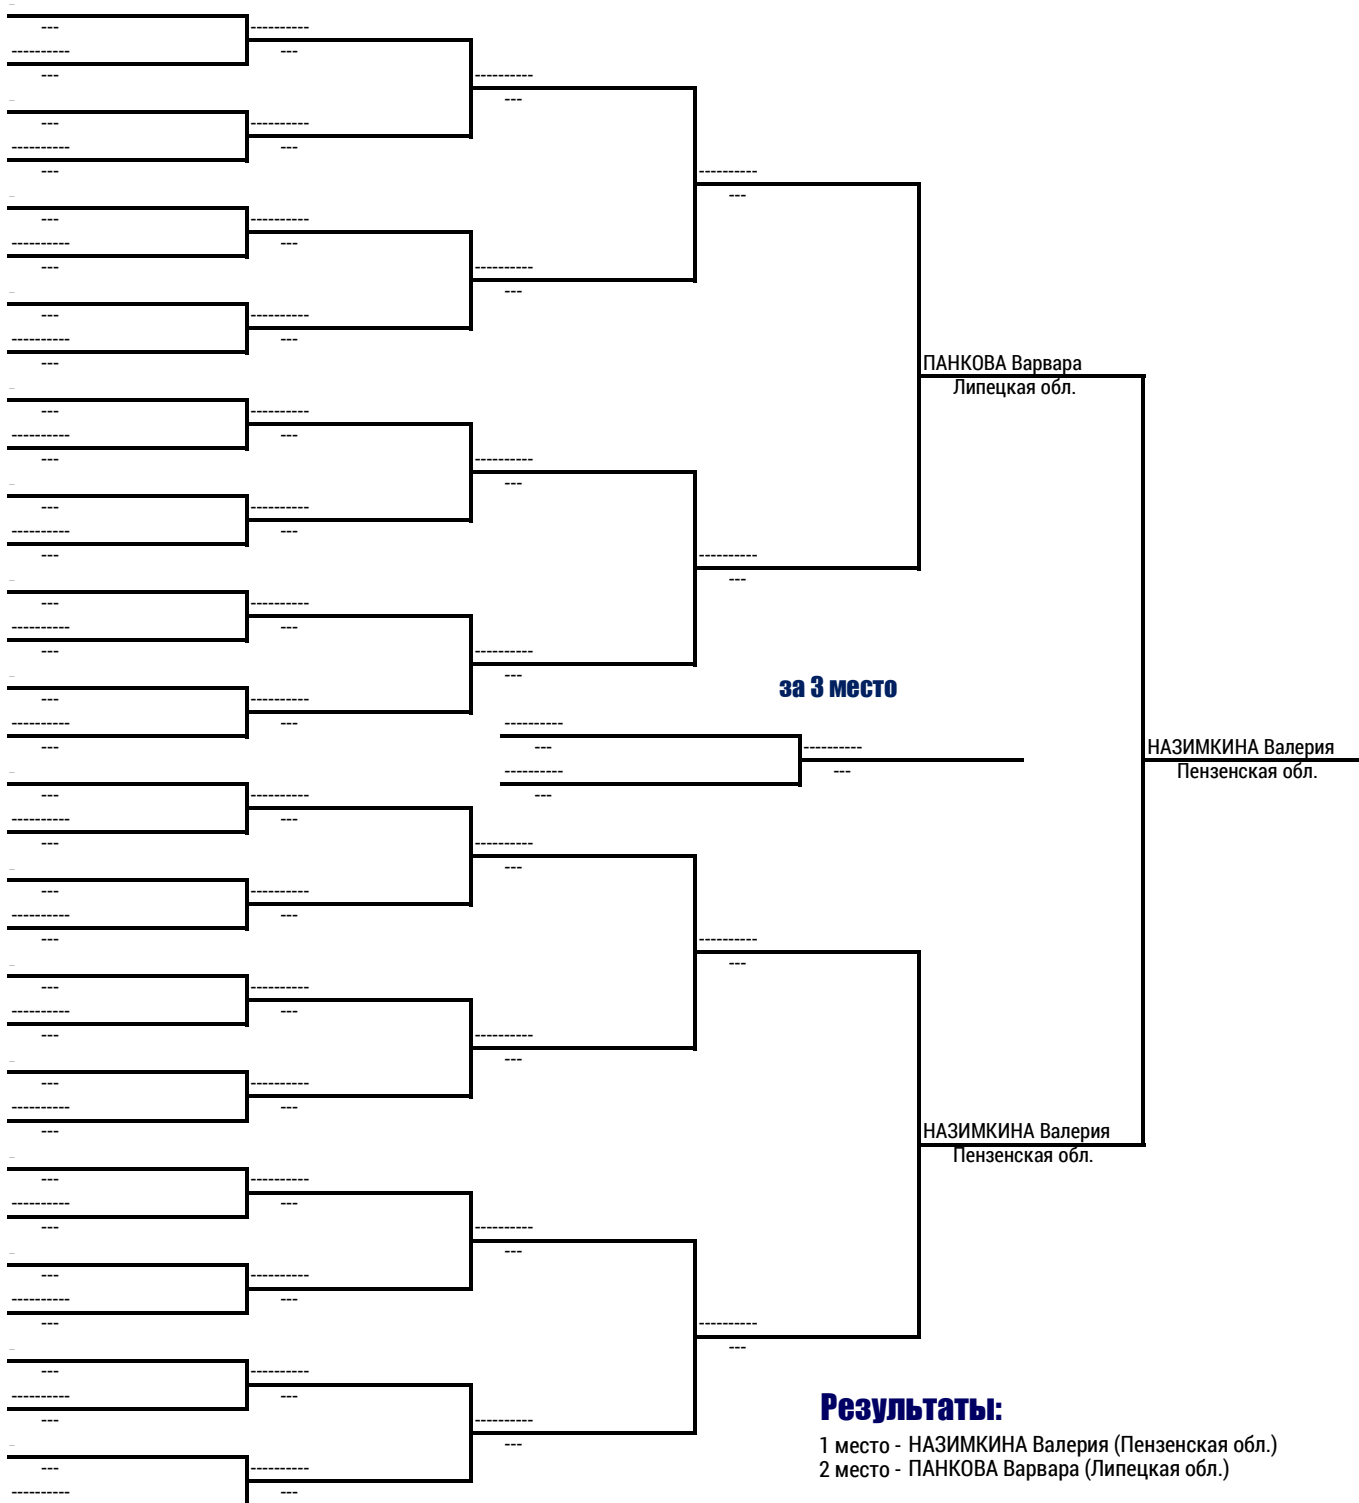 ПАНКОВА Варвара
Липецкая обл.
за 3 место
НАЗИМКИНА Валерия
Пензенская обл.
НАЗИМКИНА Валерия
Пензенская обл.
Результаты:
1 место - НАЗИМКИНА Валерия (Пензенская обл.)
2 место - ПАНКОВА Варвара (Липецкая обл.)